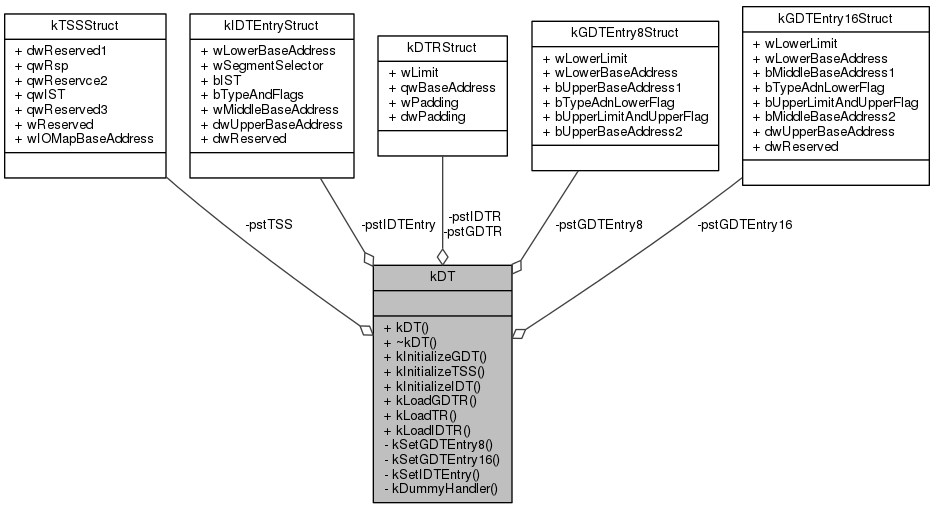 kTSSStruct
+ dwReserved1
+ qwRsp
+ qwReservce2
+ qwIST
+ qwReserved3
+ wReserved
+ wIOMapBaseAddress
kIDTEntryStruct
+ wLowerBaseAddress
+ wSegmentSelector
+ bIST
+ bTypeAndFlags
+ wMiddleBaseAddress
+ dwUpperBaseAddress
+ dwReserved
kDTRStruct
+ wLimit
+ qwBaseAddress
+ wPadding
+ dwPadding
kGDTEntry8Struct
+ wLowerLimit
+ wLowerBaseAddress
+ bUpperBaseAddress1
+ bTypeAdnLowerFlag
+ bUpperLimitAndUpperFlag
+ bUpperBaseAddress2
kGDTEntry16Struct
+ wLowerLimit
+ wLowerBaseAddress
+ bMiddleBaseAddress1
+ bTypeAdnLowerFlag
+ bUpperLimitAndUpperFlag
+ bMiddleBaseAddress2
+ dwUpperBaseAddress
+ dwReserved
-pstTSS
-pstIDTEntry
-pstIDTR
-pstGDTR
-pstGDTEntry8
-pstGDTEntry16
kDT
+ kDT()
+ ~kDT()
+ kInitializeGDT()
+ kInitializeTSS()
+ kInitializeIDT()
+ kLoadGDTR()
+ kLoadTR()
+ kLoadIDTR()
- kSetGDTEntry8()
- kSetGDTEntry16()
- kSetIDTEntry()
- kDummyHandler()